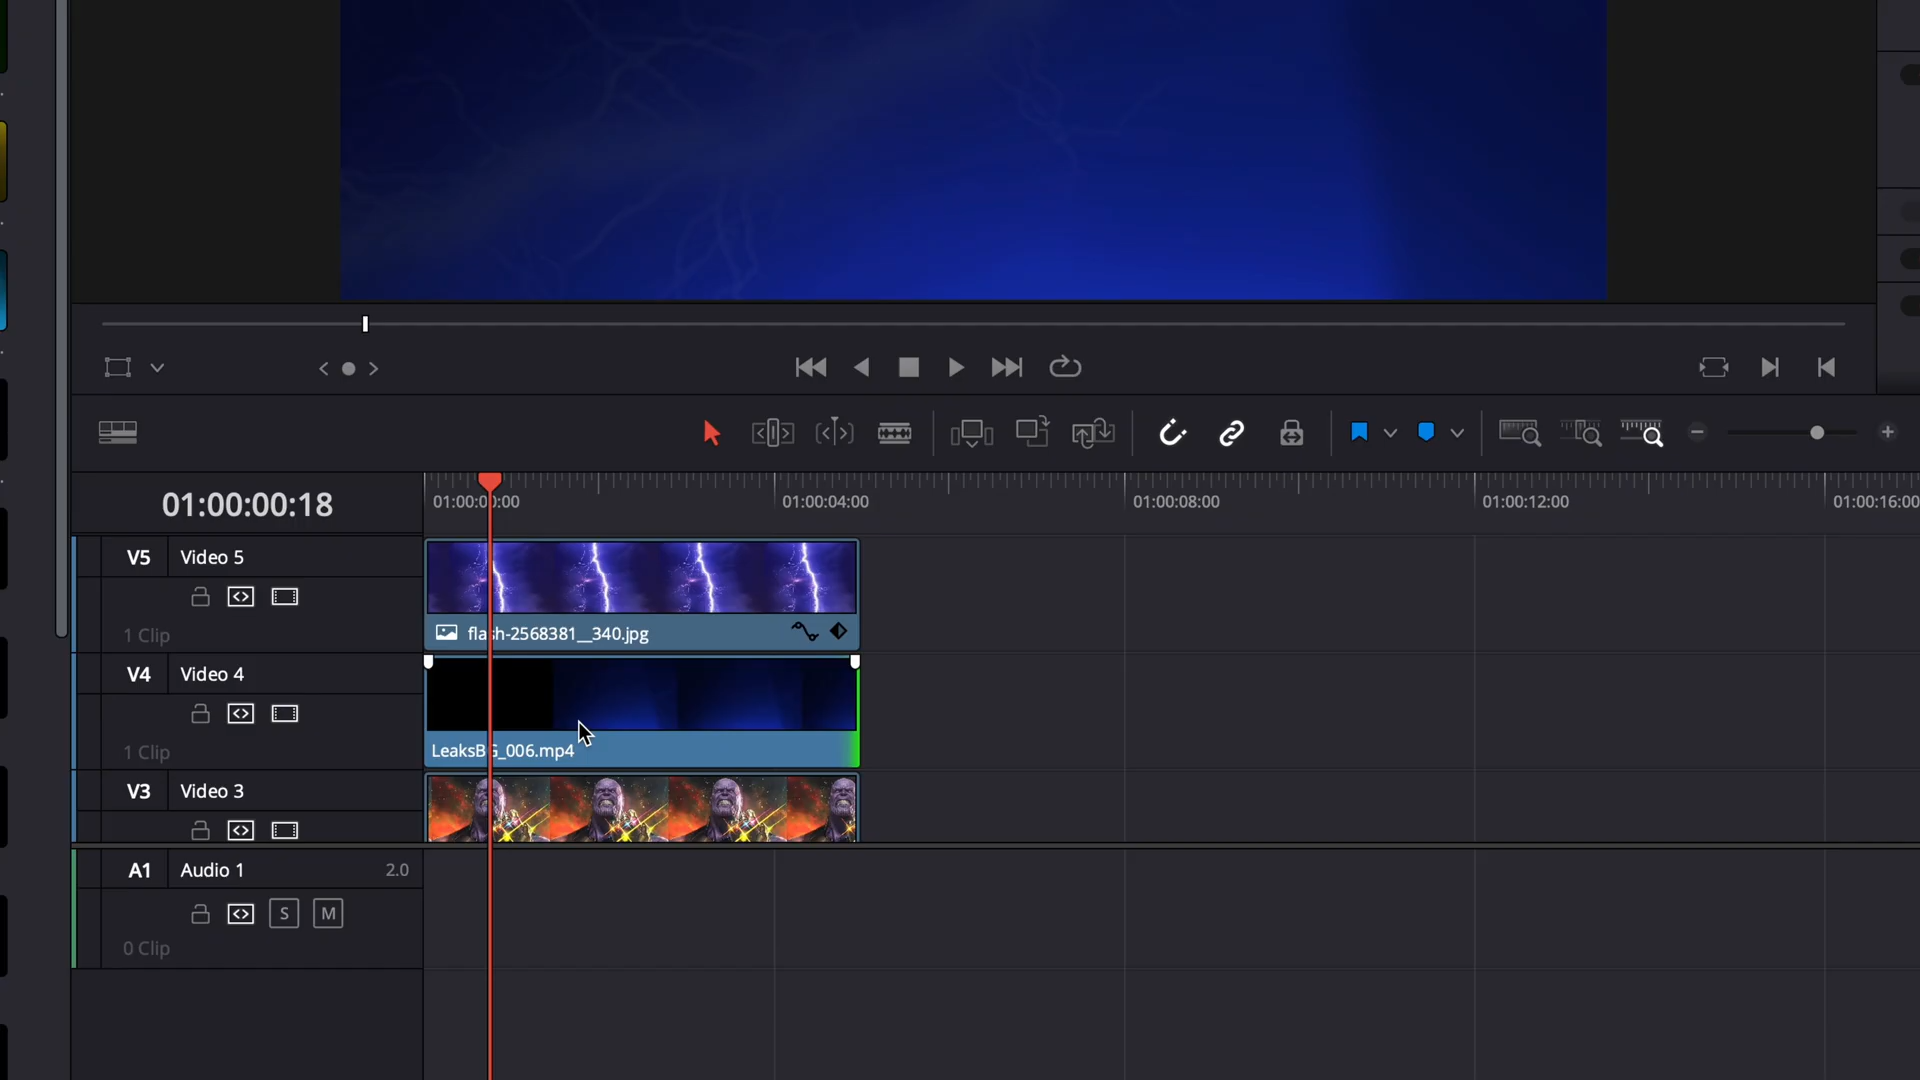 01:00:00:18
01:00:00:00 01:00:04:00 01:00:08:00 01:00:12:00 01:00:16:00
V5 Video 5
1 Clip
flash-2568381__340.jpg
V4 Video 4
1 Clip
LeaksBG_006.mp4
V3 Video 3
A1 Audio 1 2.0
S M
0 Clip